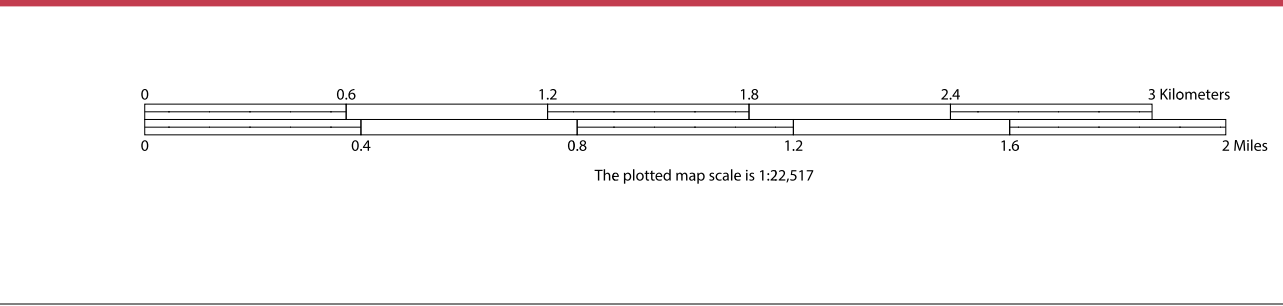 0 0.6 1.2 1.8 2.4 3 Kilometers
0 0.4 0.8 1.2 1.6 2 Miles
The plotted map scale is 1:22,517